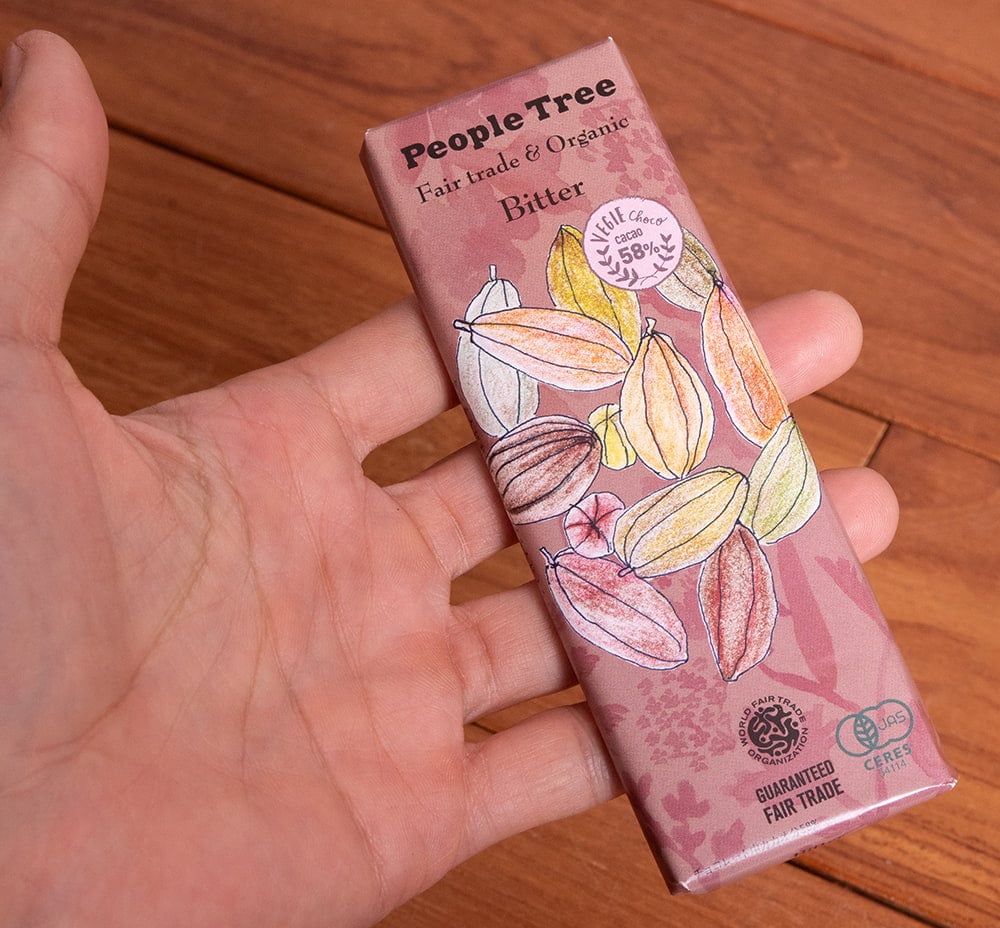 People Tree
Fair trade & Organic
Bitter
VEGIE Choco
cacao
58%
WORLD FAIR TRADE
ORGANIZATION
GUARANTEED
FAIR TRADE
JAS
CERES